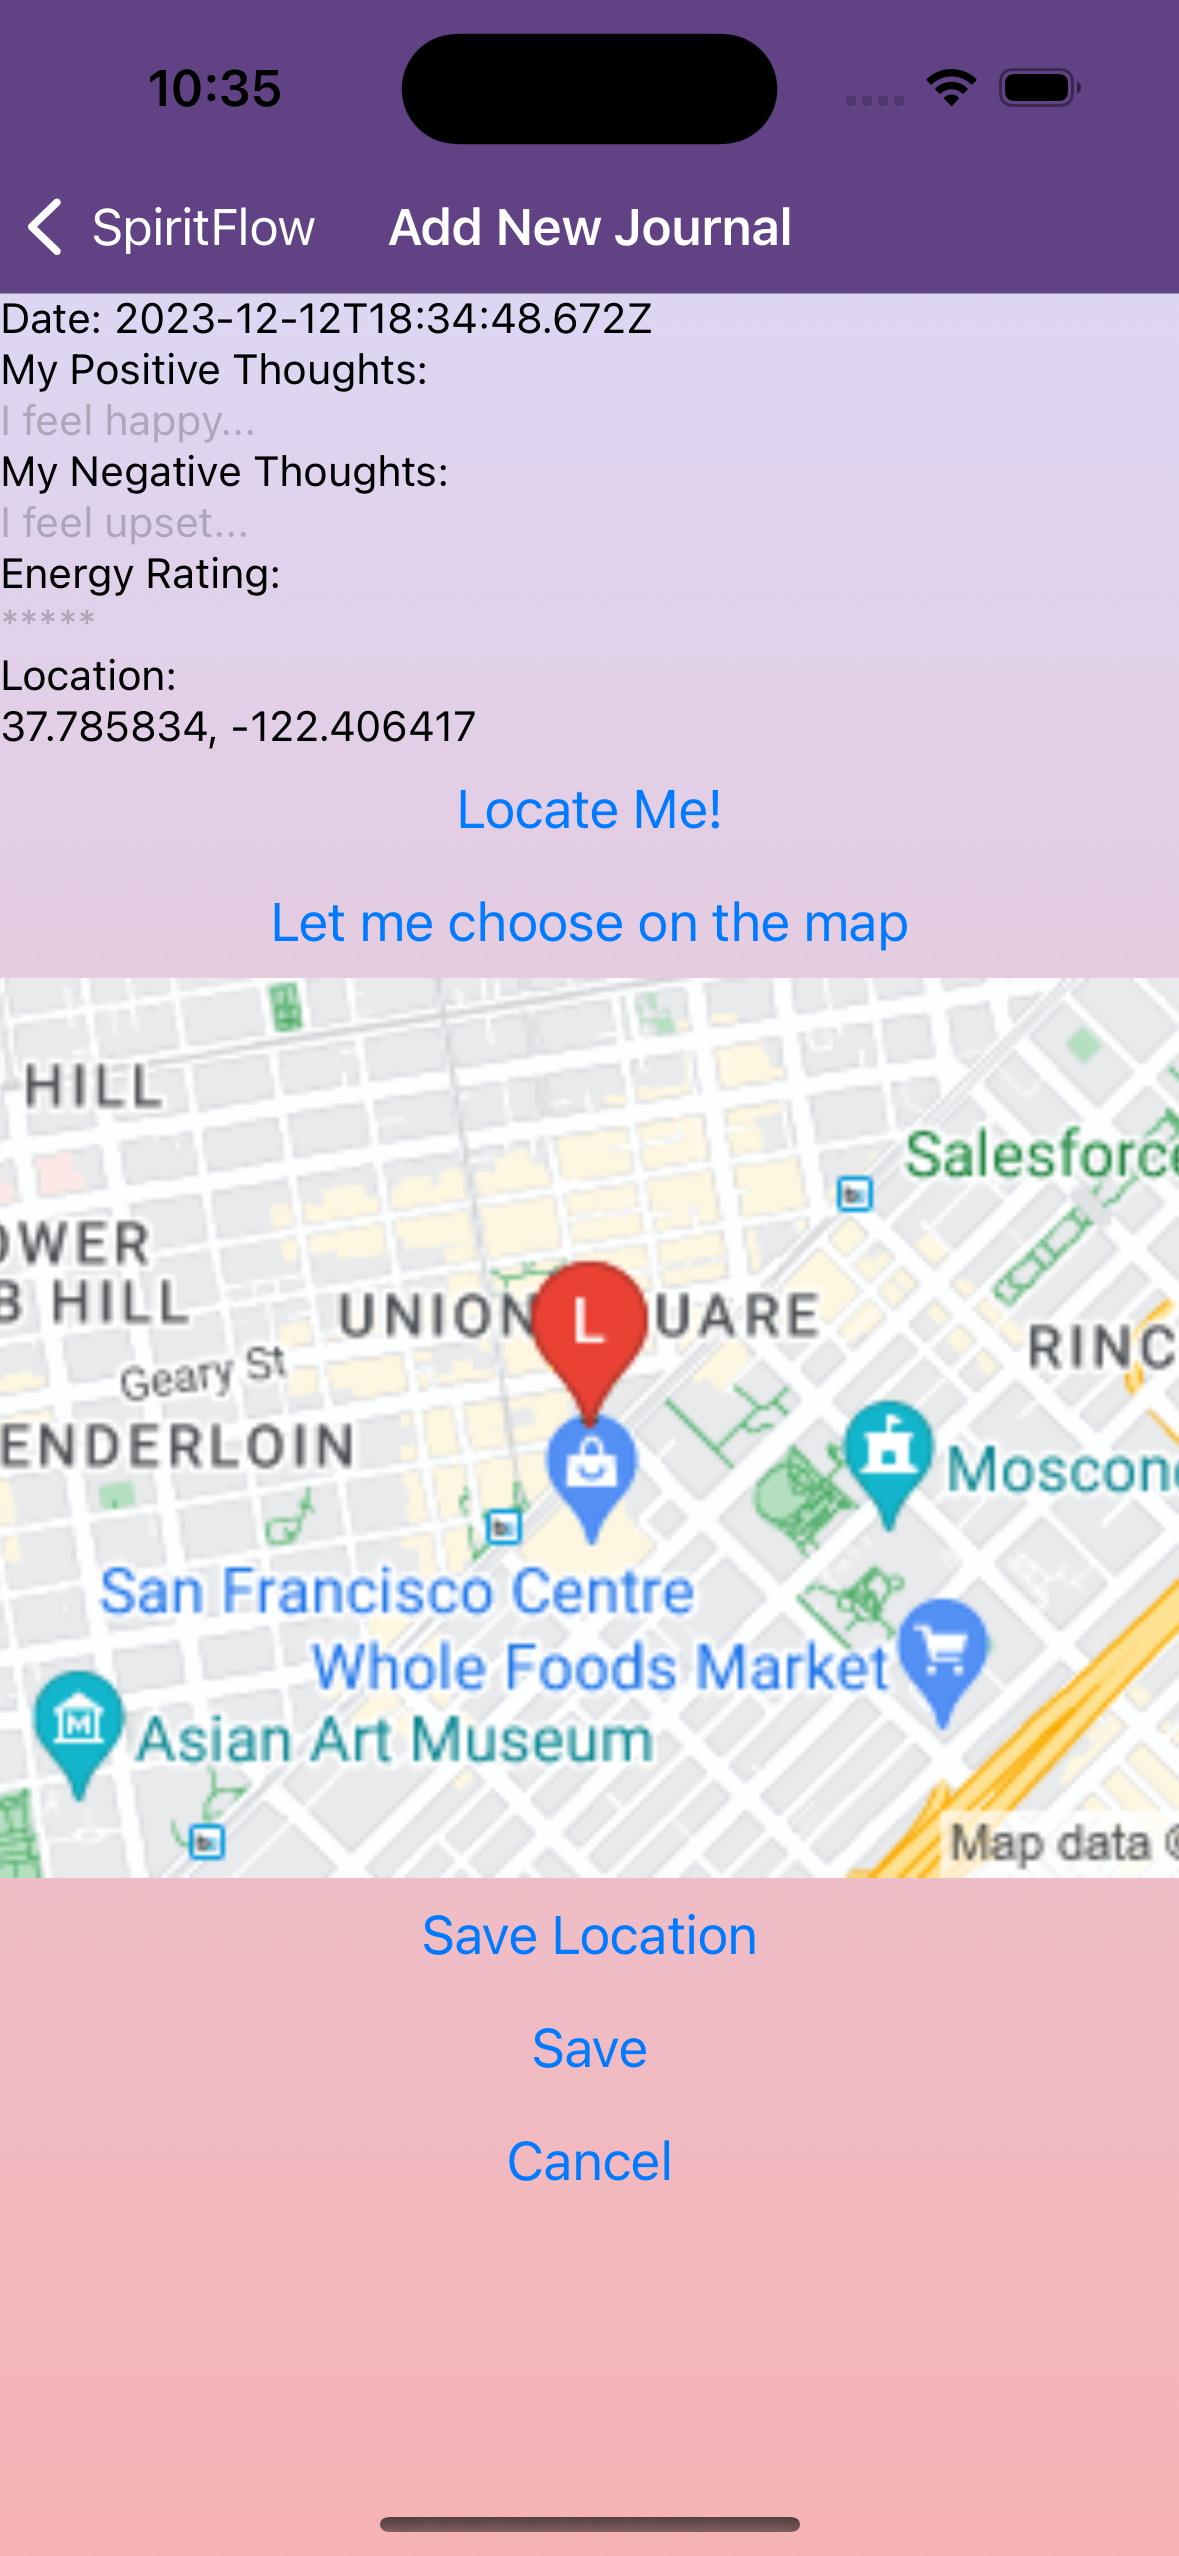 10:35
SpiritFlow Add New Journal
Date: 2023-12-12T18:34:48.672Z
My Positive Thoughts:
I feel happy...
My Negative Thoughts:
I feel upset...
Energy Rating:
*****
Location:
37.785834, -122.406417
Locate Me!
Let me choose on the map
HILL
Salesforce
OWER
B HILL
UNION L UARE
RINC
Geary St
ENDERLOIN
Moscon
San Francisco Centre
Whole Foods Market
Asian Art Museum
Map data ©
Save Location
Save
Cancel